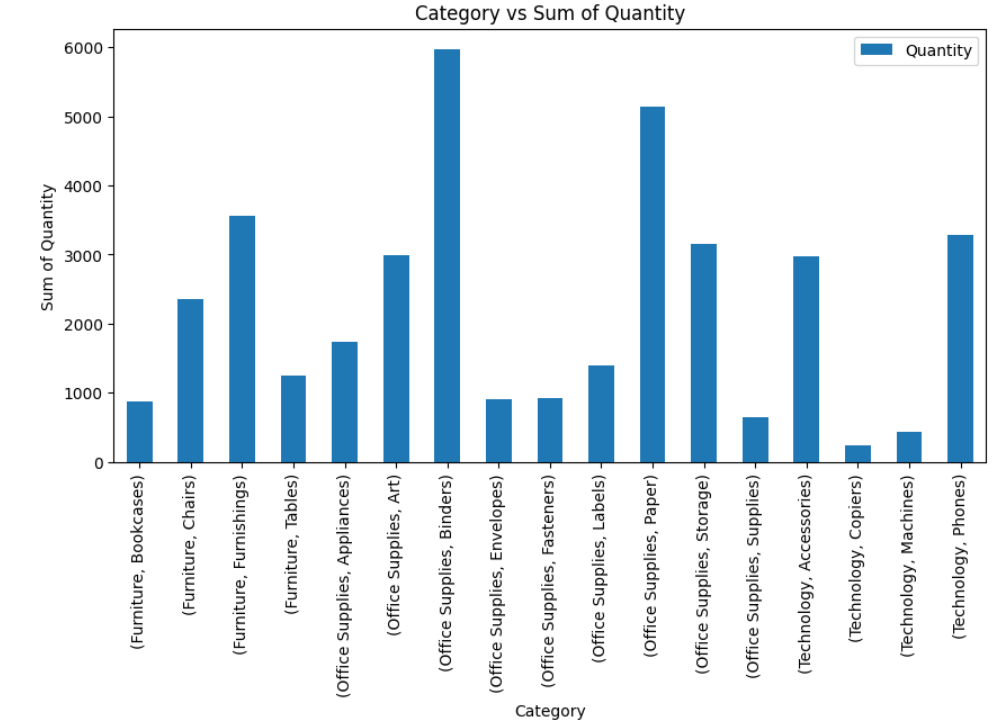 Category vs Sum of Quantity
Quantity
Sum of Quantity
6000
5000
4000
3000
2000
1000
0
(Furniture, Bookcases)
(Furniture, Chairs)
(Furniture, Furnishings)
(Furniture, Tables)
(Office Supplies, Appliances)
(Office Supplies, Art)
(Office Supplies, Binders)
(Office Supplies, Envelopes)
(Office Supplies, Fasteners)
(Office Supplies, Labels)
(Office Supplies, Paper)
(Office Supplies, Storage)
(Office Supplies, Supplies)
(Technology, Accessories)
(Technology, Copiers)
(Technology, Machines)
(Technology, Phones)
Category